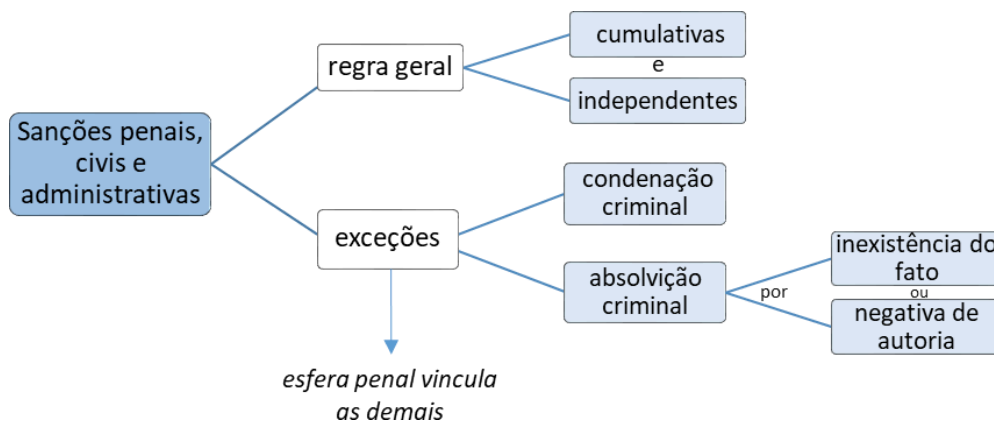 Sanções penais,
civis e
administrativas
regra geral
cumulativas
e
independentes
exceções
condenação
criminal
absolvição
criminal
por
inexistência do
fato
ou
negativa de
autoria
esfera penal vincula
as demais